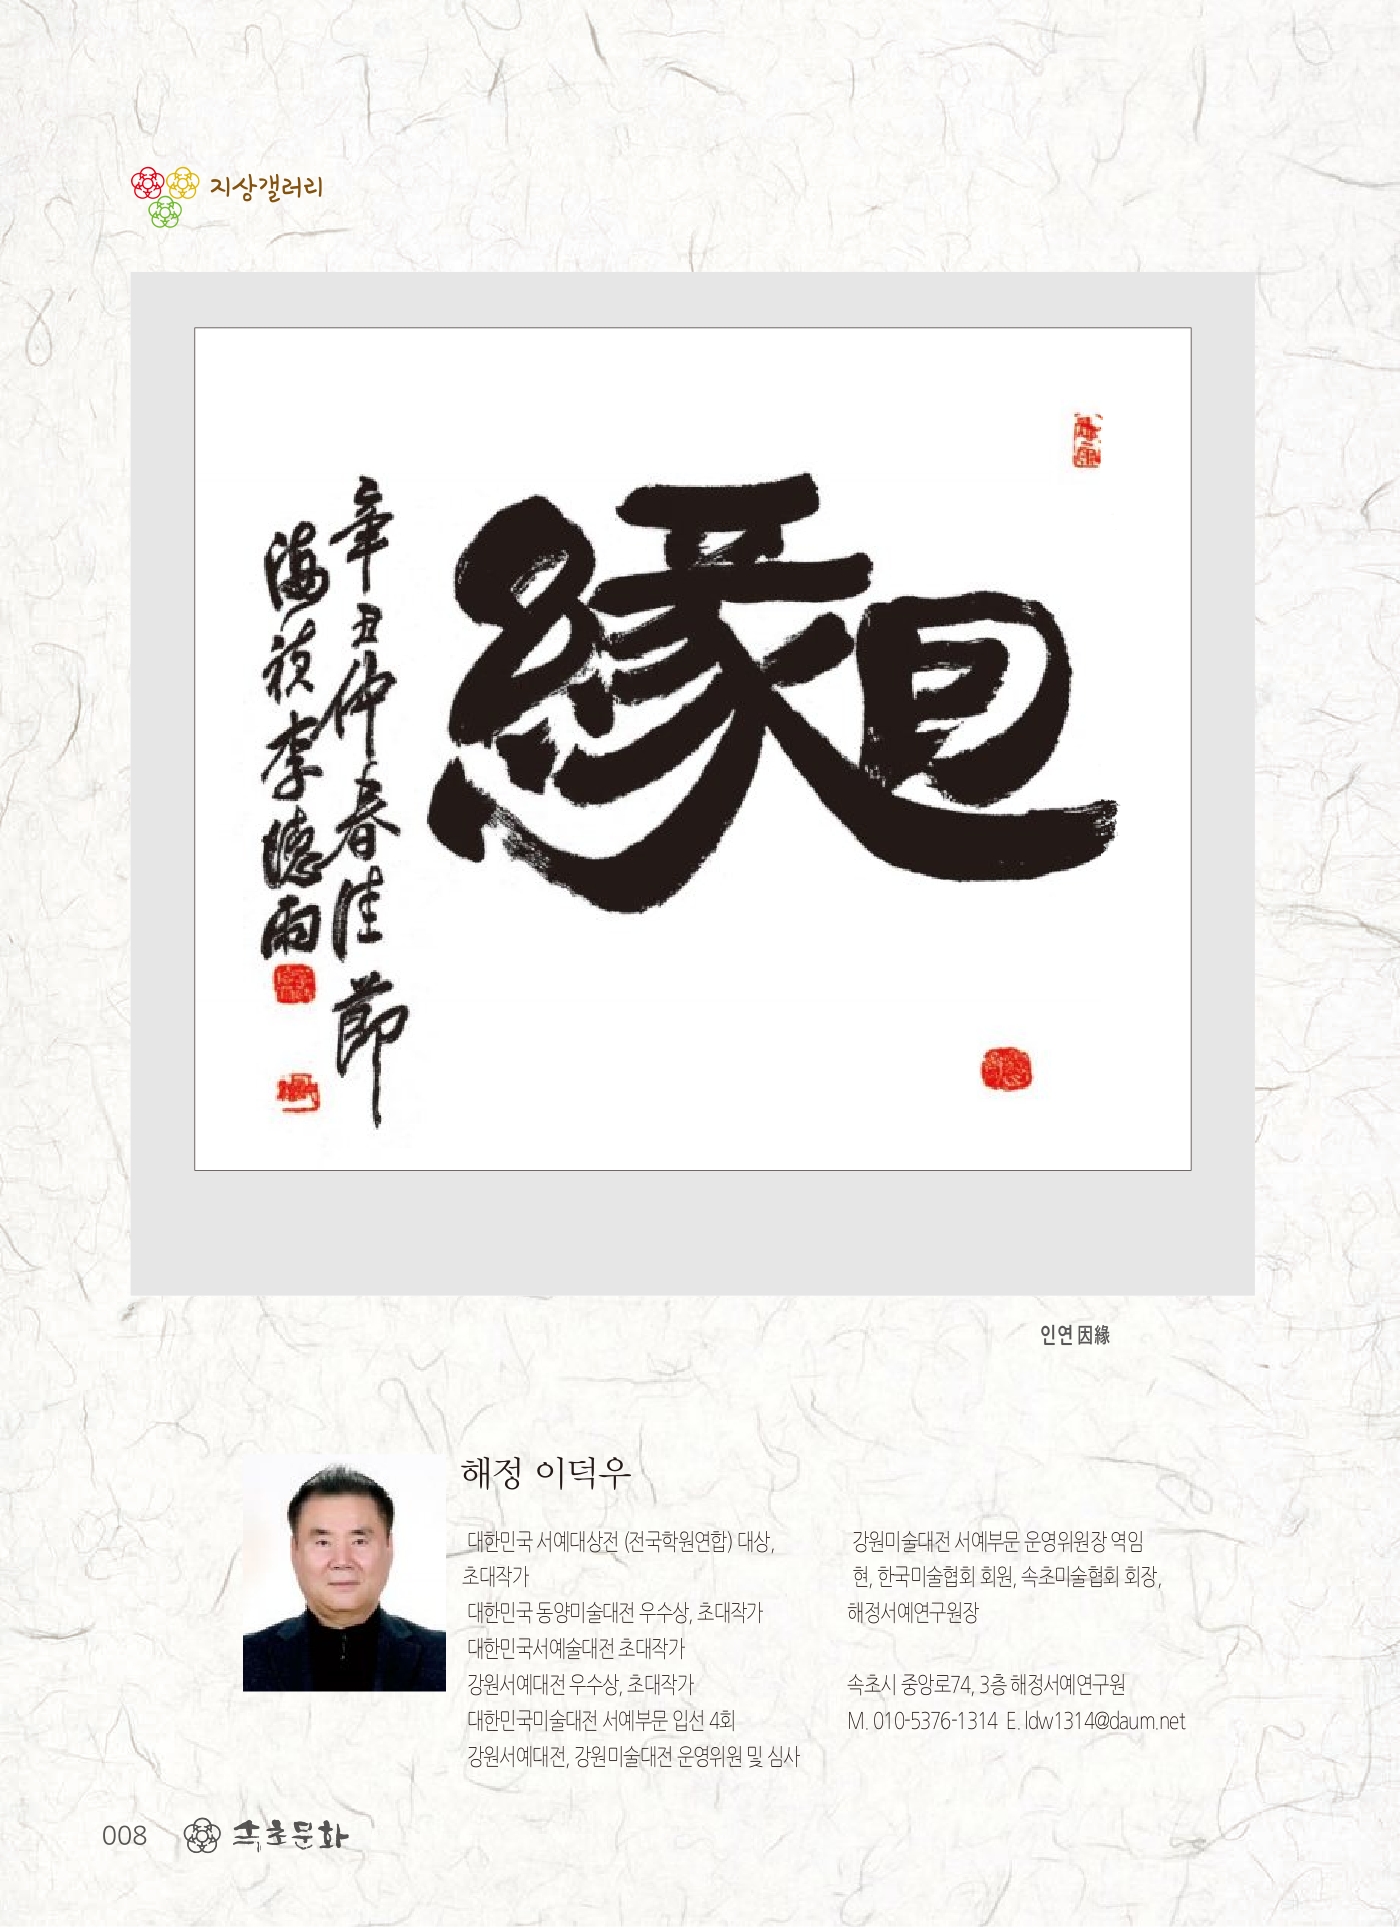 지상갤러리
因緣
辛丑仲春佳節
海禎李德雨
인연 因緣
해정 이덕우
대한민국 서예대상전 (전국학원연합) 대상,
초대작가
대한민국 동양미술대전 우수상, 초대작가
대한민국서예술대전 초대작가
강원서예대전 우수상, 초대작가
대한민국미술대전 서예부문 입선 4회
강원서예대전, 강원미술대전 운영위원 및 심사
강원미술대전 서예부문 운영위원장 역임
현, 한국미술협회 회원, 속초미술협회 회장,
해정서예연구원장
속초시 중앙로74, 3층 해정서예연구원
M. 010-5376-1314 E. ldw1314@daum.net
008 속초문화